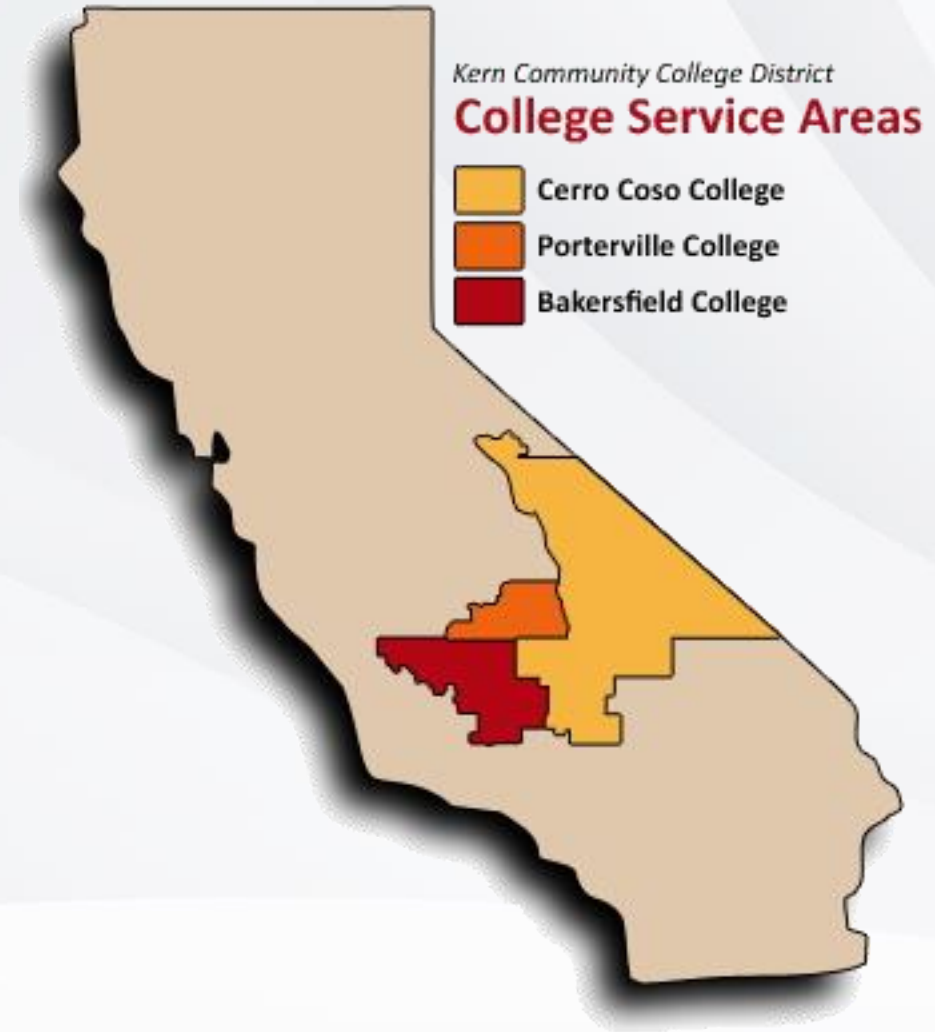 Kern Community College District
College Service Areas
Cerro Coso College
Porterville College
Bakersfield College